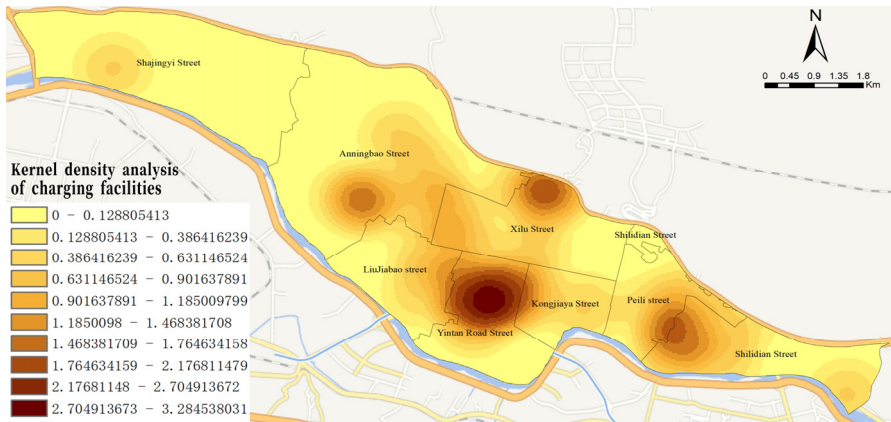 N
0 0.45 0.9 1.35 1.8
Km
Shajingyi Street
Anningbao Street
Xilu Street
Shilidian Street
LiuJiabao street
Kongjiaya Street
Peili street
Yintan Road Street
Shilidian Street
Kernel density analysis
of charging facilities
0 - 0.128805413
0.128805413 - 0.386416239
0.386416239 - 0.631146524
0.631146524 - 0.901637891
0.901637891 - 1.185009799
1.1850098 - 1.468381708
1.468381709 - 1.764634158
1.764634159 - 2.176811479
2.17681148 - 2.704913672
2.704913673 - 3.284538031